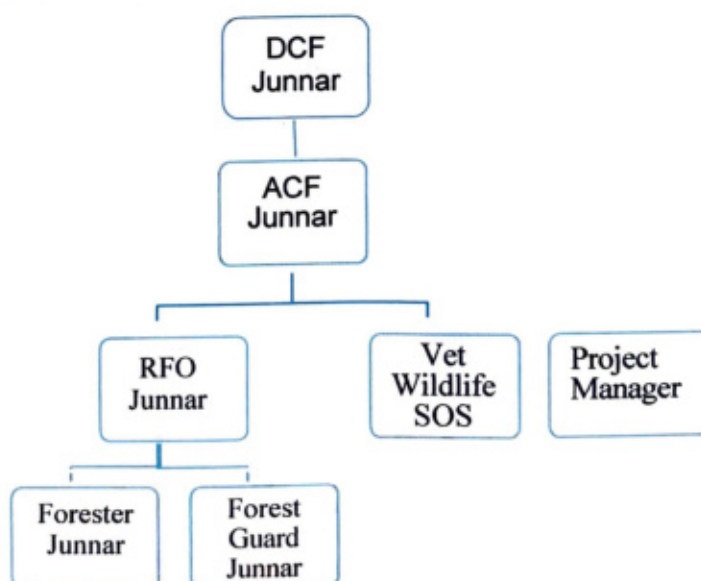 DCF
Junnar
ACF
Junnar
RFO
Junnar
Vet
Wildlife
SOS
Project
Manager
Forester
Junnar
Forest
Guard
Junnar